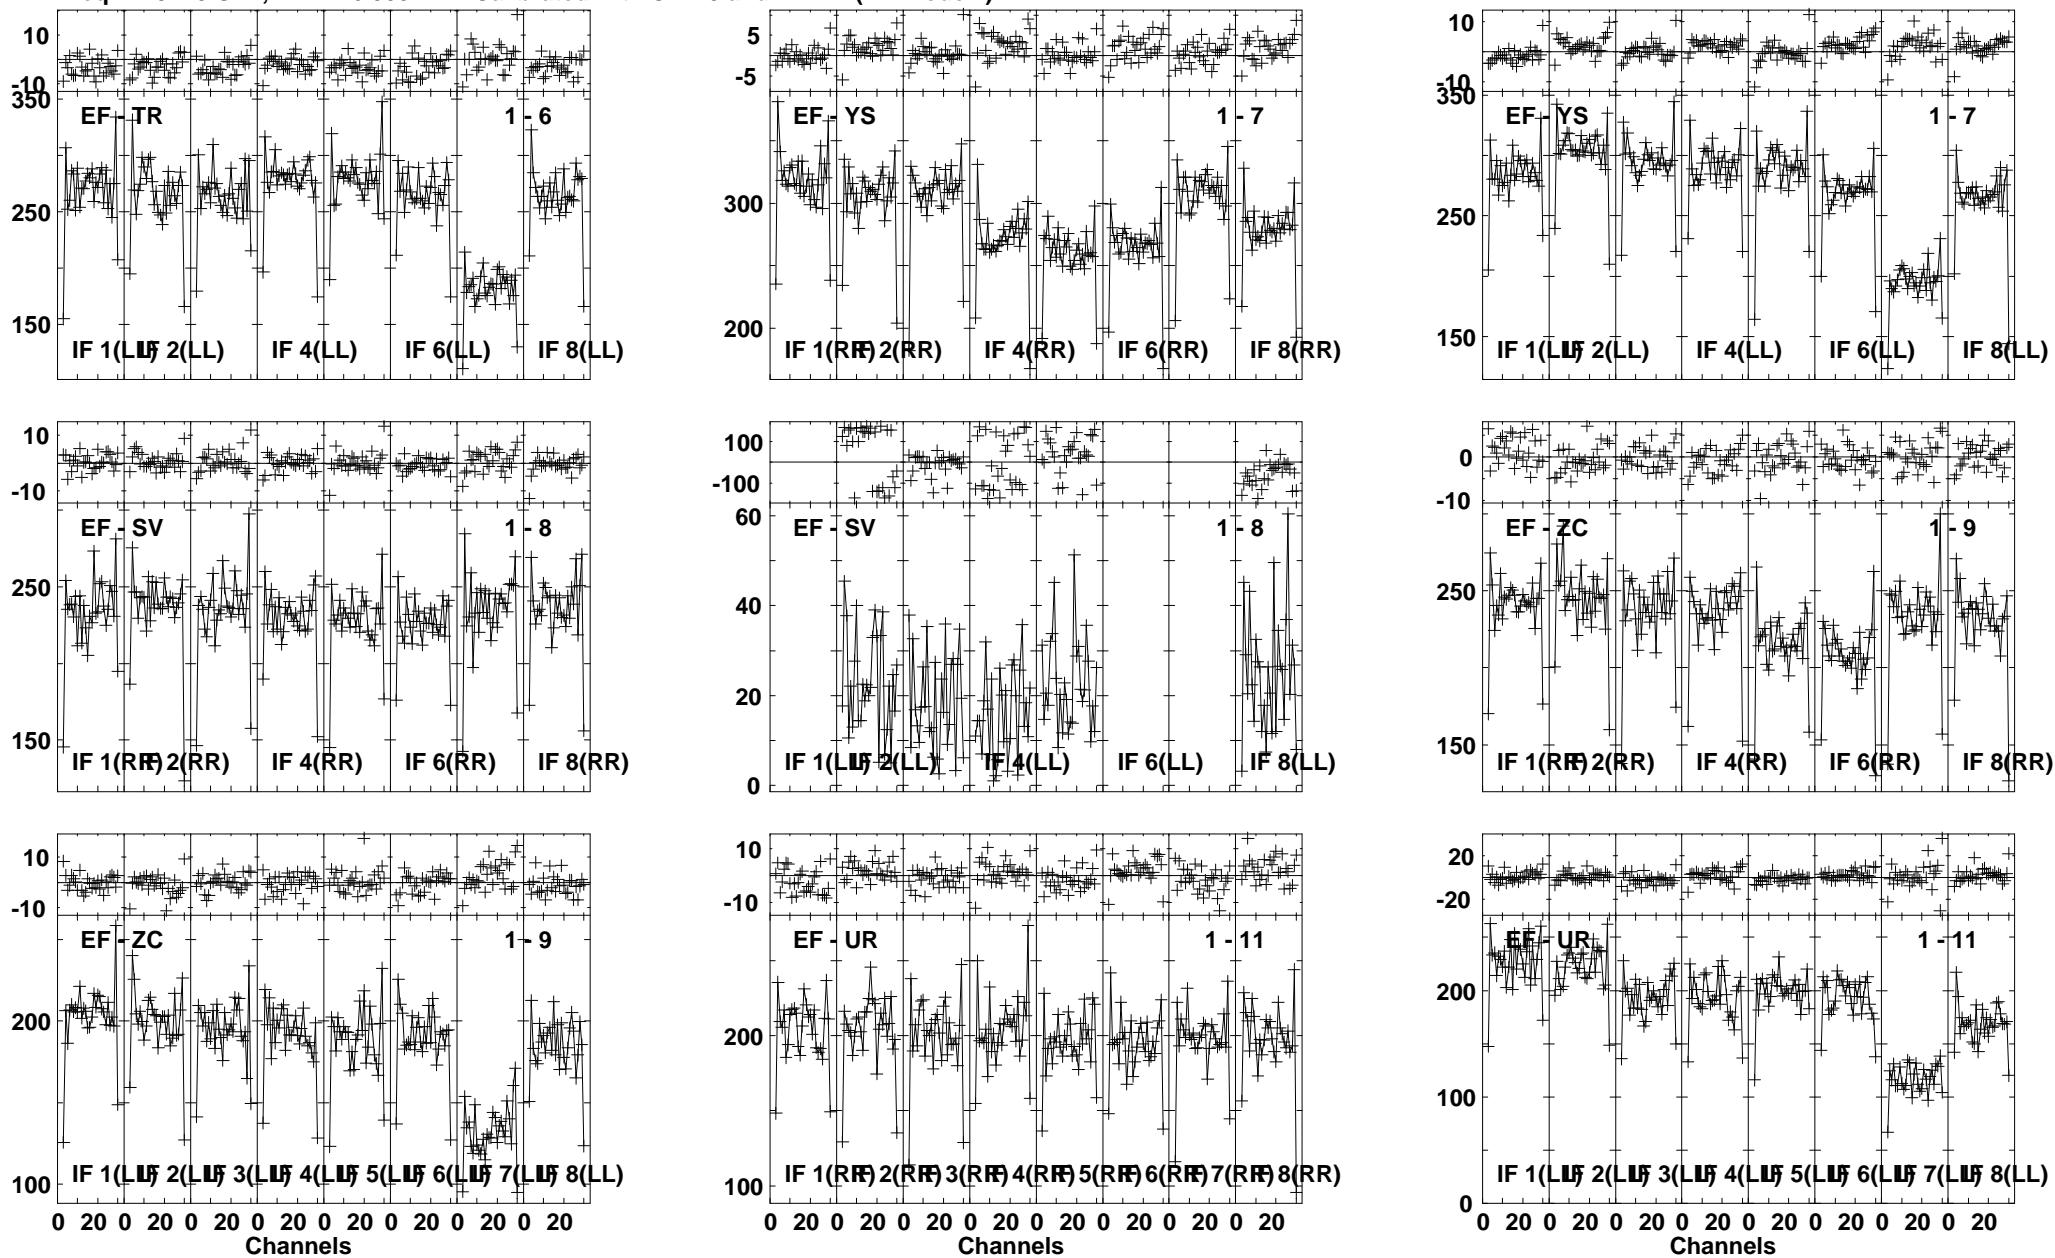 10
-10
350
250
150
EF - TR
1 - 6
IF 1(LL) IF 2(LL) IF 4(LL) IF 6(LL) IF 8(LL)
5
-5
300
200
EF - YS
1 - 7
IF 1(RR) IF 2(RR) IF 4(RR) IF 6(RR) IF 8(RR)
10
-10
350
250
150
EF - YS
1 - 7
IF 1(LL) IF 2(LL) IF 4(LL) IF 6(LL) IF 8(LL)
10
-10
250
150
EF - SV
1 - 8
IF 1(RR) IF 2(RR) IF 4(RR) IF 6(RR) IF 8(RR)
100
-100
60
40
20
0
EF - SV
1 - 8
IF 1(LL) IF 2(LL) IF 4(LL) IF 6(LL) IF 8(LL)
0
-10
250
150
EF - ZC
1 - 9
IF 1(RR) IF 2(RR) IF 4(RR) IF 6(RR) IF 8(RR)
10
-10
200
100
EF - ZC
1 - 9
IF 1(LL) IF 2(LL) IF 3(LL) IF 4(LL) IF 5(LL) IF 6(LL) IF 7(LL) IF 8(LL)
0 20 0 20 0 20 0 20 0 20 0 20 0 20 0 20
Channels
10
-10
200
100
EF - UR
1 - 11
IF 1(RR) IF 2(RR) IF 3(RR) IF 4(RR) IF 5(RR) IF 6(RR) IF 7(RR) IF 8(RR)
0 20 0 20 0 20 0 20 0 20 0 20 0 20 0 20
Channels
20
-20
200
100
0
EF - UR
1 - 11
IF 1(LL) IF 2(LL) IF 3(LL) IF 4(LL) IF 5(LL) IF 6(LL) IF 7(LL) IF 8(LL)
0 20 0 20 0 20 0 20 0 20 0 20 0 20 0 20
Channels